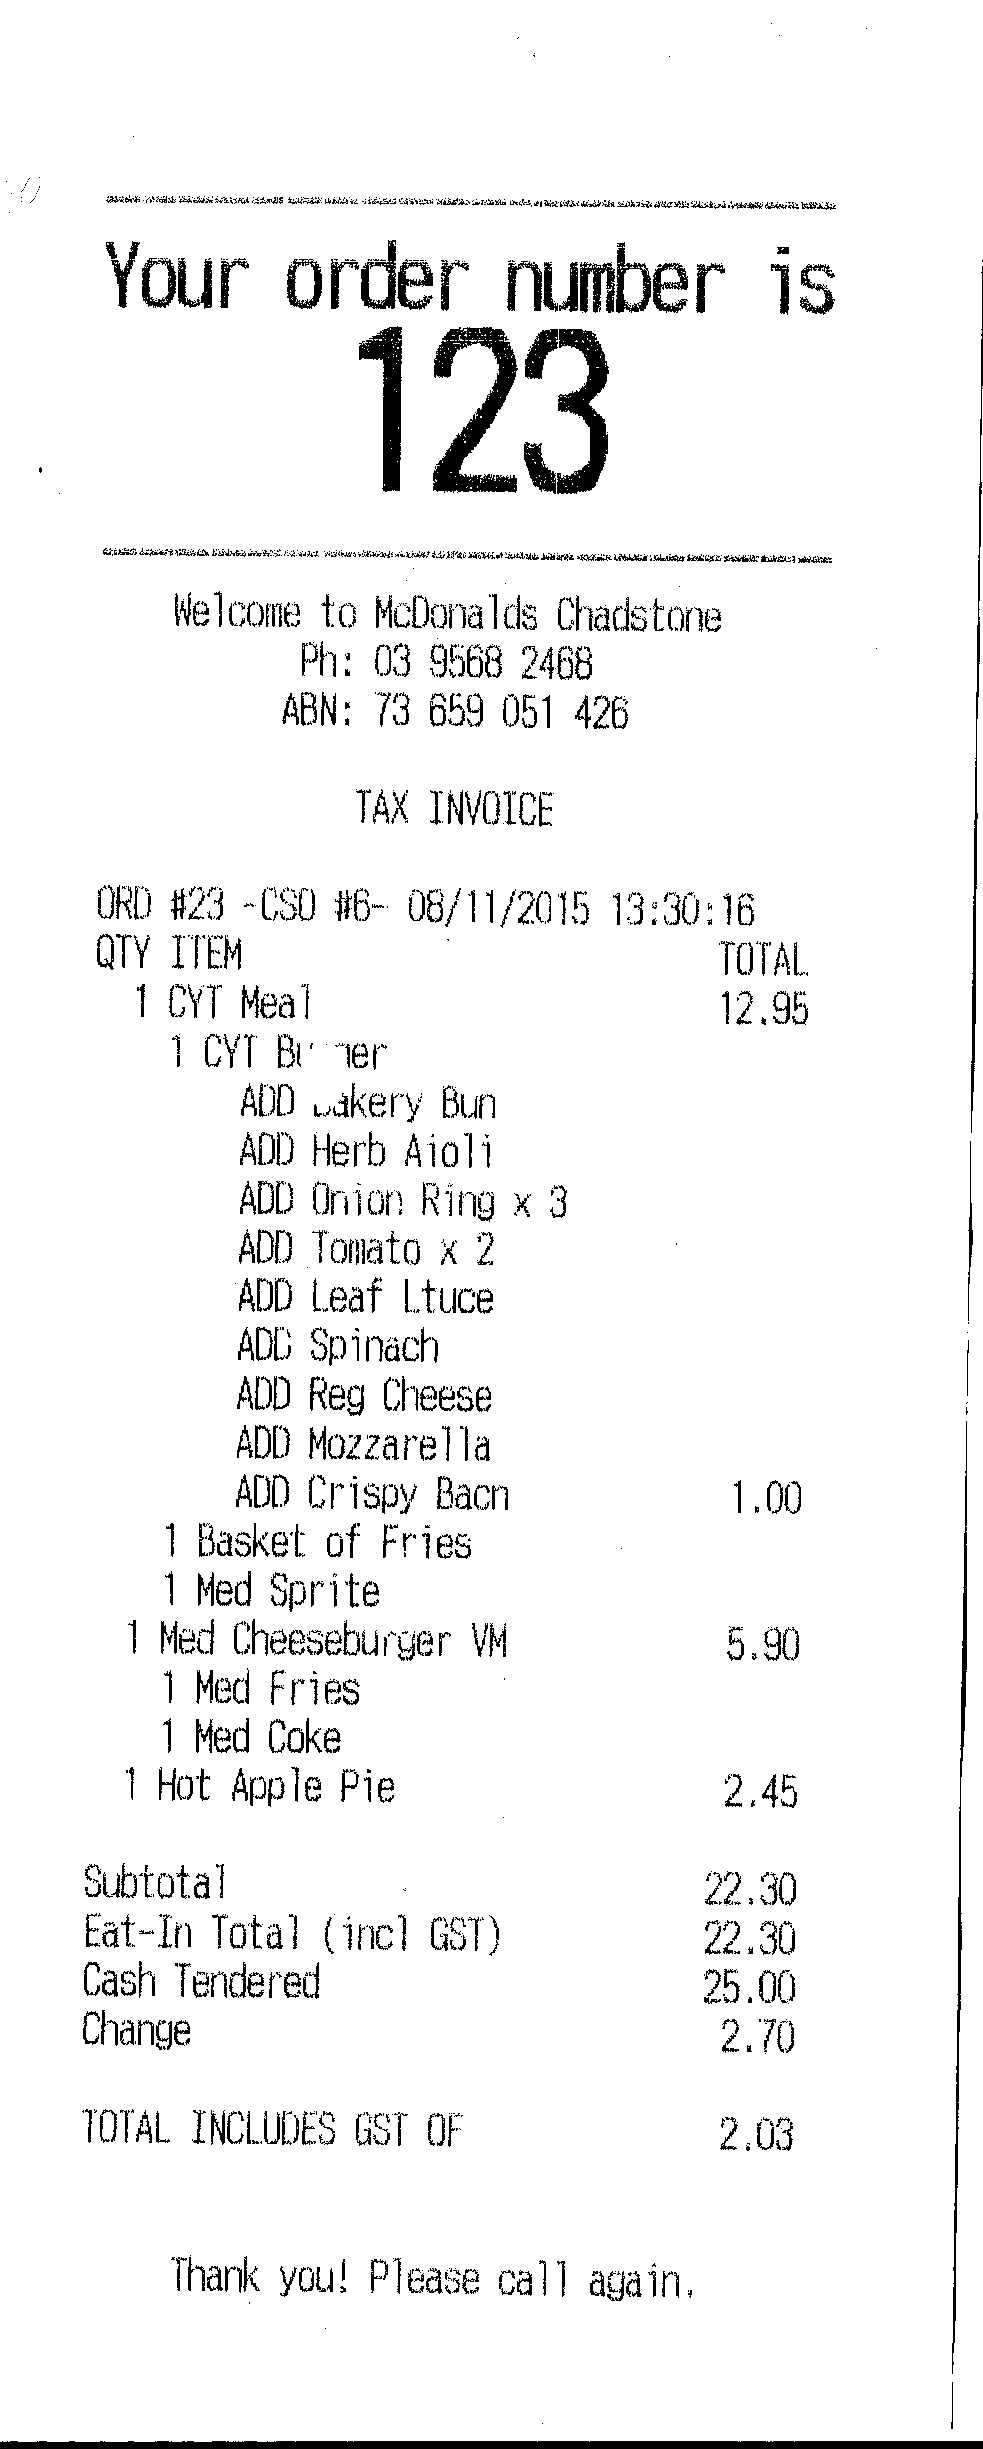 Your order number is
123
Welcome to McDonalds Chadstone
Ph: 03 9568 2468
ABN: 73 659 051 426
TAX INVOICE
ORD #23 -CSO #6- 08/11/2015 13:30:16
QTY ITEM TOTAL
1 CYT Meal 12.95
1 CYT
ADD Bun
ADD Herb Aioli
ADD Onion Ring x 3
ADD Tomato x 2
ADD Leaf Ltuce
ADD Spinach
ADD Reg Cheese
ADD Mozzarella
ADD Crispy Bacn 1.00
1 Basket of Fries
1 Med Sprite
1 Med Cheeseburger VM 5.90
1 Med Fries
1 Med Coke
1 Hot Apple Pie 2.45
Subtotal 22.30
Eat-In Total (incl GST) 22.30
Cash Tendered 25.00
Change 2.70
TOTAL INCLUDES GST OF 2.03
Thank you! Please call again.